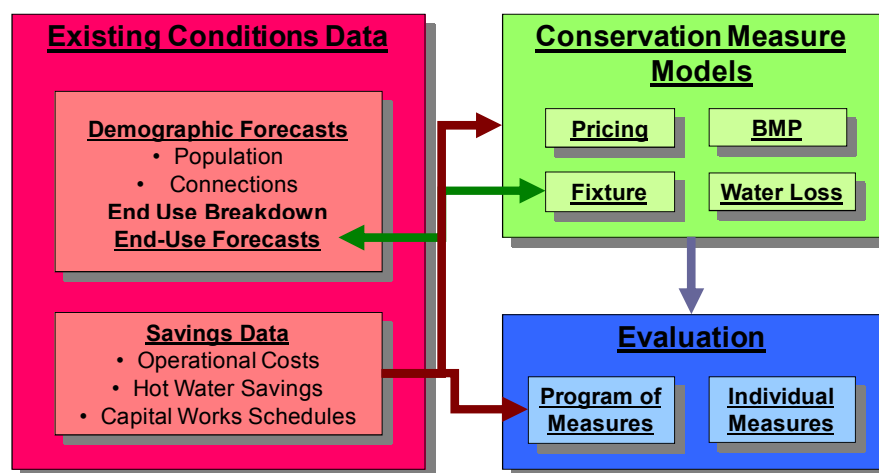 Existing Conditions Data
Demographic Forecasts
• Population
• Connections
End Use Breakdown
End-Use Forecasts
Savings Data
• Operational Costs
• Hot Water Savings
• Capital Works Schedules
Conservation Measure
Models
Pricing
BMP
Fixture
Water Loss
Evaluation
Program of
Measures
Individual
Measures